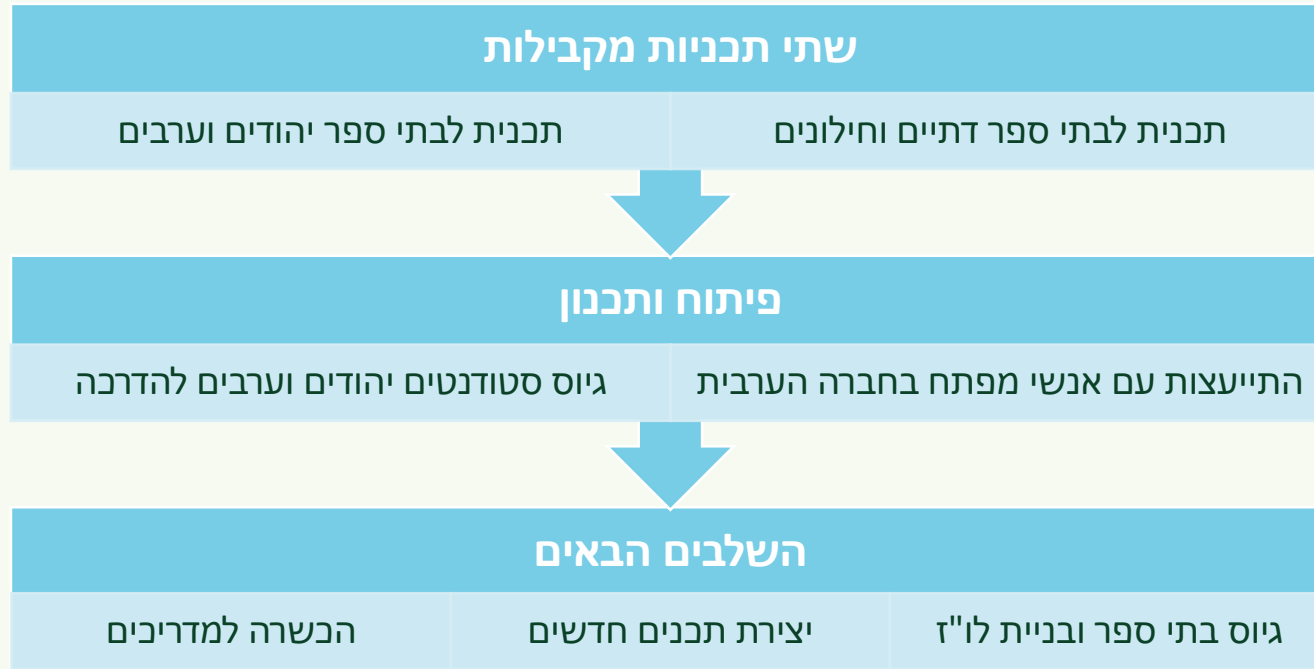 שתי תכניות מקבילות
תכנית לבתי ספר דתיים וחילונים
תכנית לבתי ספר יהודים וערבים
פיתוח ותכנון
התייעצות עם אנשי מפתח בחברה הערבית
גיוס סטודנטים יהודים וערבים להדרכה
השלבים הבאים
גיוס בתי ספר ובניית לו"ז
יצירת תכנים חדשים
הכשרה למדריכים